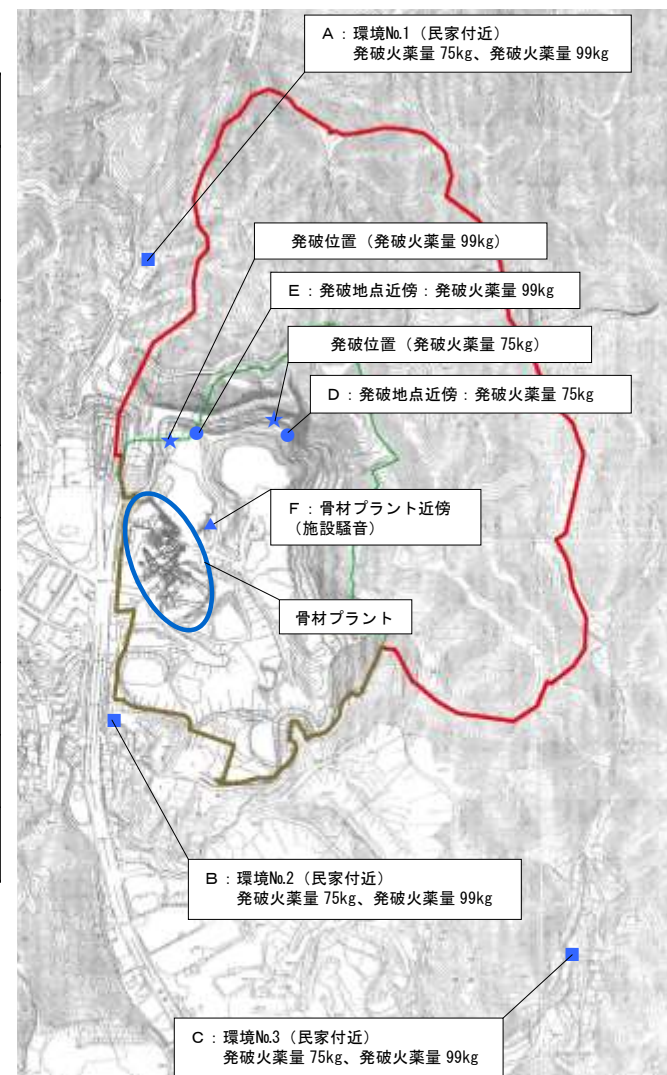 A：環境№1（民家付近）
発破火薬量 75kg、発破火薬量 99kg
発破位置（発破火薬量 99kg）
E：発破地点近傍：発破火薬量 99kg
発破位置（発破火薬量 75kg）
D：発破地点近傍：発破火薬量 75kg
F：骨材プラント近傍
（施設騒音）
骨材プラント
B：環境№2（民家付近）
発破火薬量 75kg、発破火薬量 99kg
C：環境№3（民家付近）
発破火薬量 75kg、発破火薬量 99kg